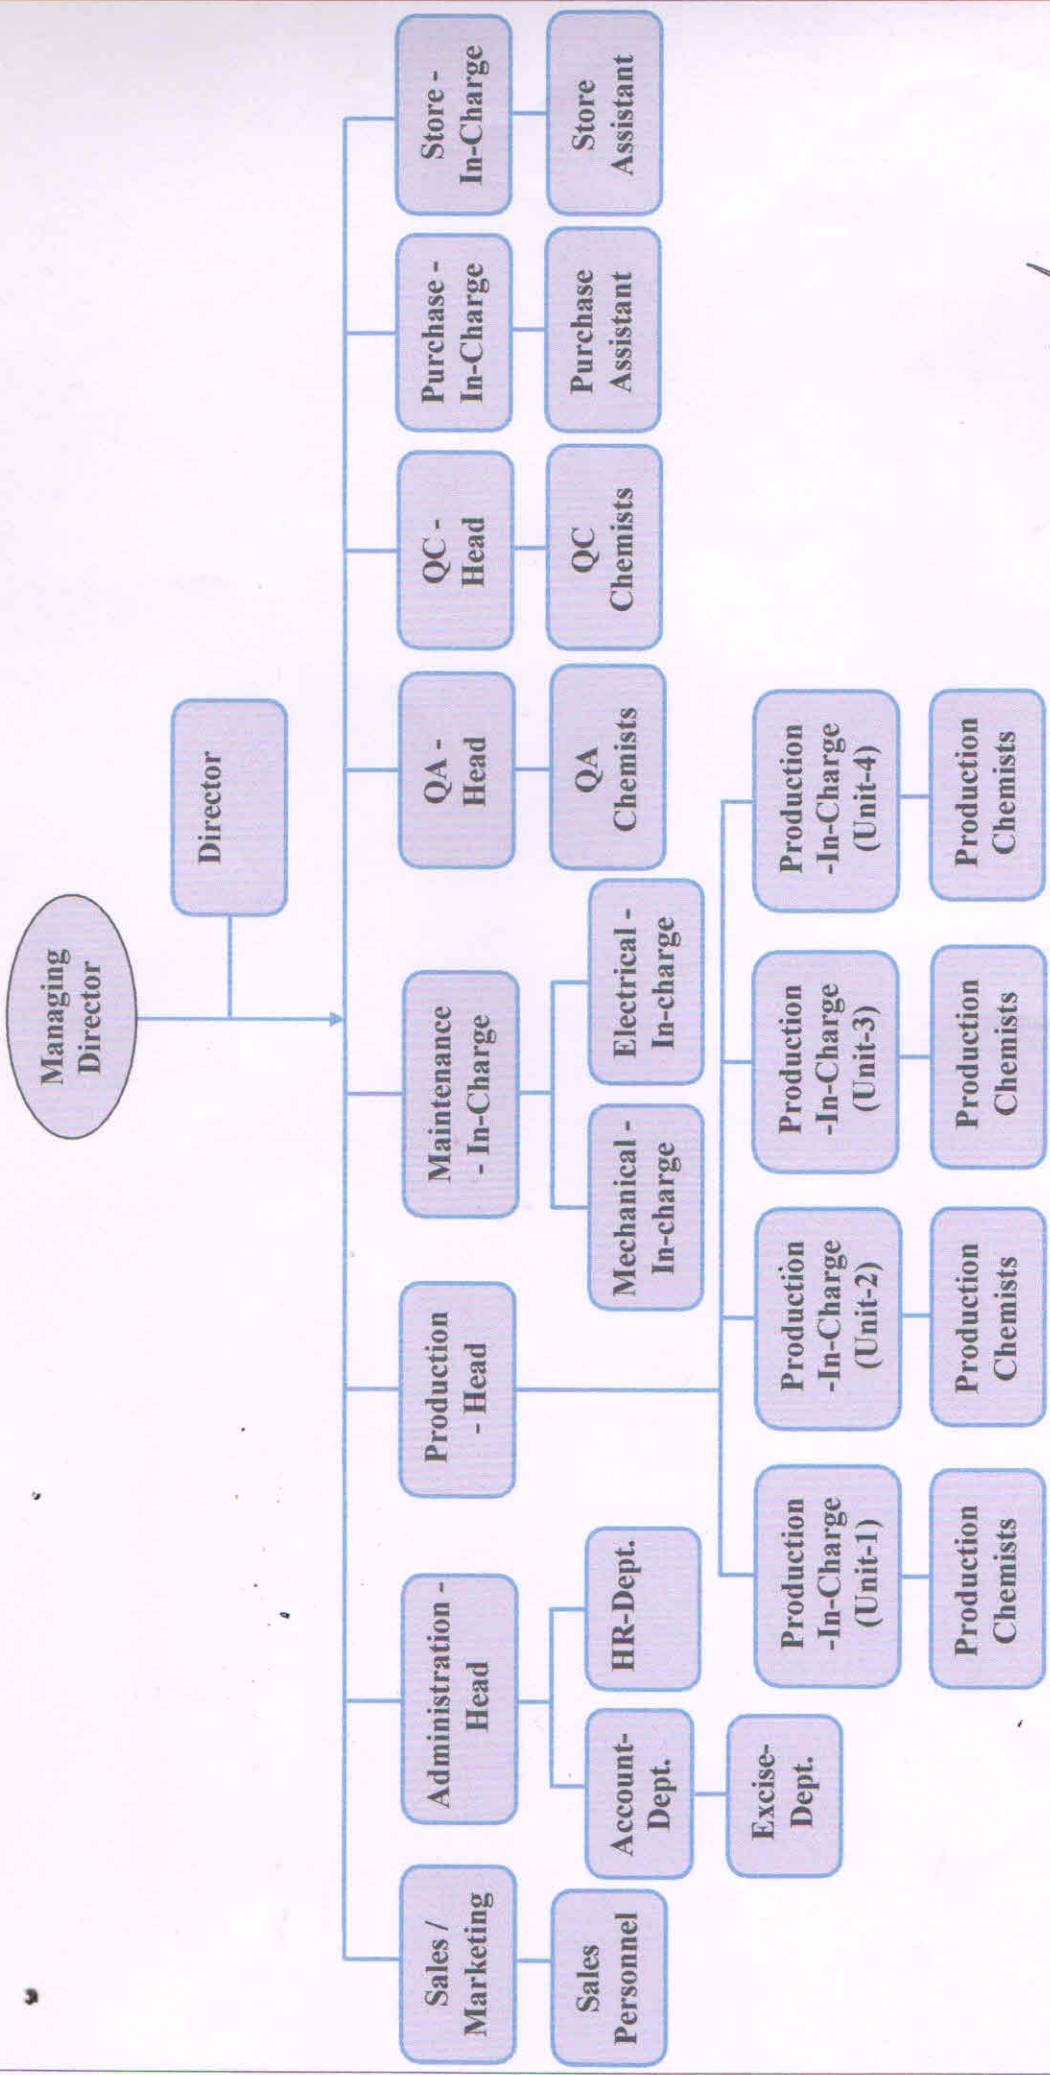 Managing
Director
Director
Sales /
Marketing
Administration -
Head
Production
- Head
Maintenance
- In-Charge
QA -
Head
QC -
Head
Purchase -
In-Charge
Store -
In-Charge
Sales
Personnel
Account-
Dept.
HR-Dept.
Mechanical -
In-charge
Electrical -
In-charge
QA
Chemists
QC
Chemists
Purchase
Assistant
Store
Assistant
Excise-
Dept.
Production
-In-Charge
(Unit-1)
Production
-In-Charge
(Unit-2)
Production
-In-Charge
(Unit-3)
Production
-In-Charge
(Unit-4)
Production
Chemists
Production
Chemists
Production
Chemists
Production
Chemists